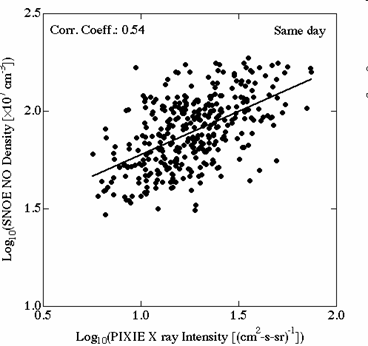 2.5
Corr. Coeff.: 0.54 Same day
2.0
1.5
1.0
0.5 1.0 1.5 2.0
Log₁₀(SNOE NO Density [×10⁷ cm⁻³])
Log₁₀(PIXIE X ray Intensity [(cm²-s-sr)⁻¹])